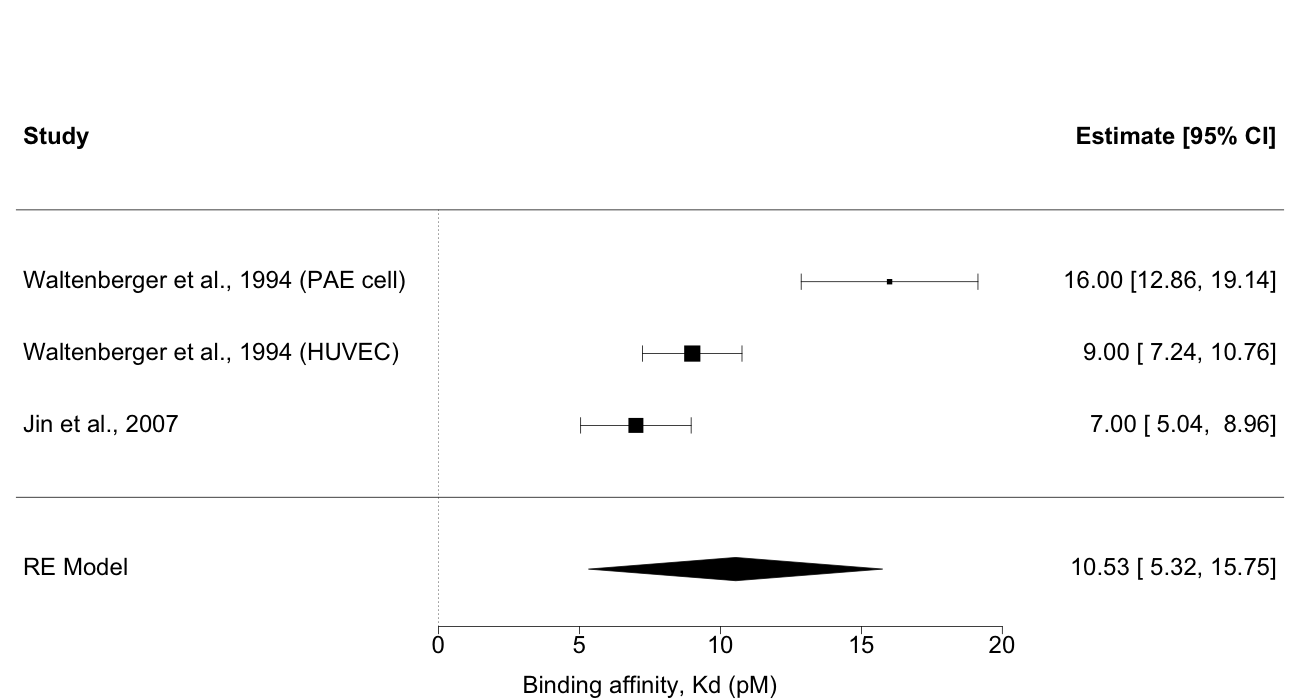 Study Estimate [95% CI]
Waltenberger et al., 1994 (PAE cell) 16.00 [12.86, 19.14]
Waltenberger et al., 1994 (HUVEC) 9.00 [ 7.24, 10.76]
Jin et al., 2007 7.00 [ 5.04,  8.96]
RE Model 10.53 [ 5.32, 15.75]
0 5 10 15 20
Binding affinity, Kd (pM)